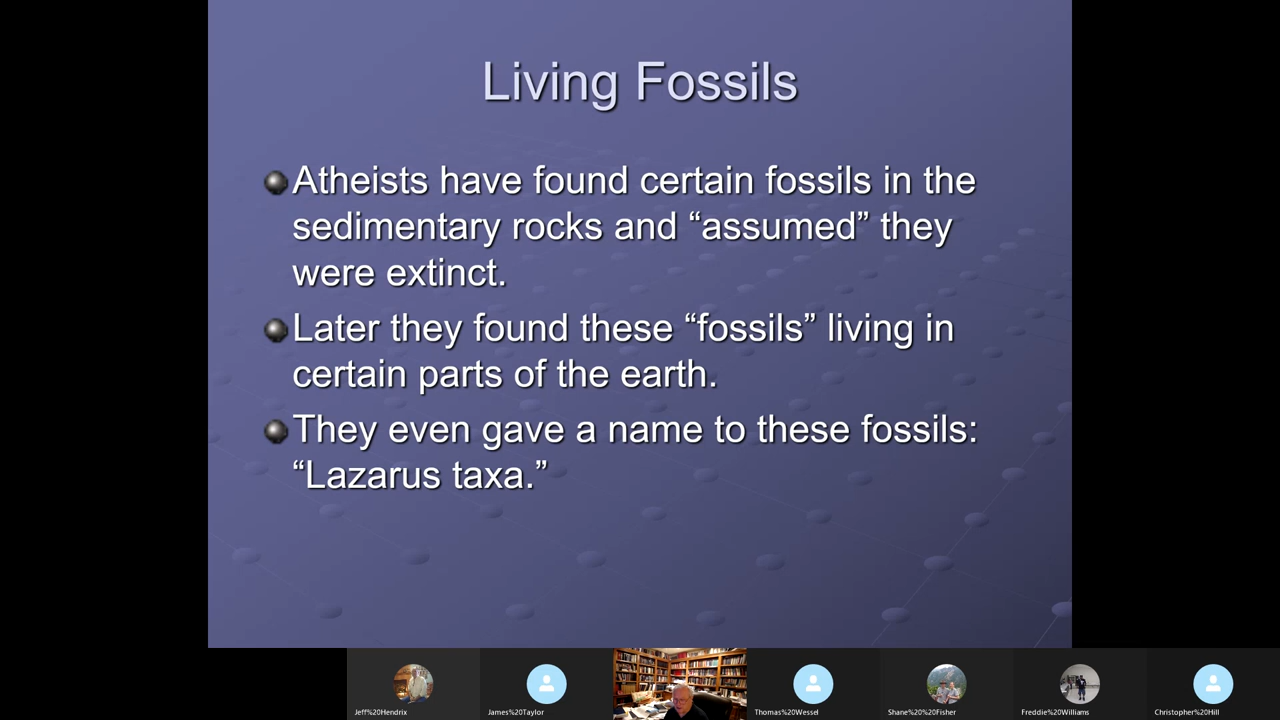 Living Fossils
Atheists have found certain fossils in the
sedimentary rocks and “assumed” they
were extinct.
Later they found these “fossils” living in
certain parts of the earth.
They even gave a name to these fossils:
“Lazarus taxa.”
Jeff%20Hendrix
James%20Taylor
Thomas%20Wessel
Shane%20%20Fisher
Freddie%20Williams
Christopher%20Hill